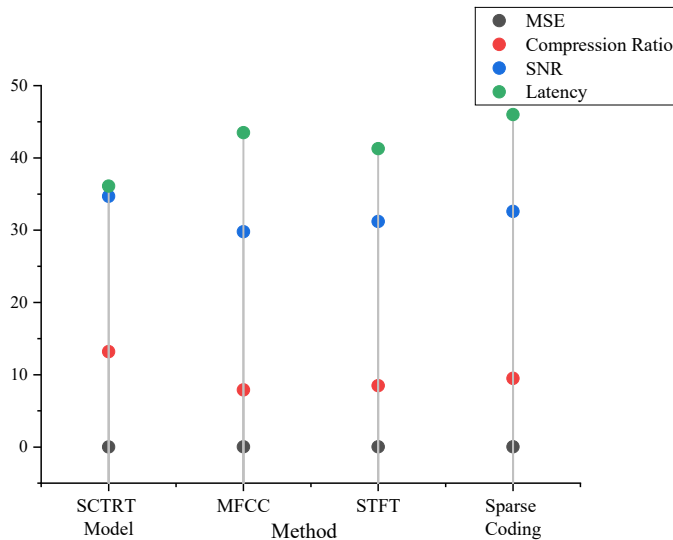 MSE
Compression Ratio
SNR
Latency
50
40
30
20
10
0
SCTRT
Model
MFCC
STFT
Sparse
Coding
Method